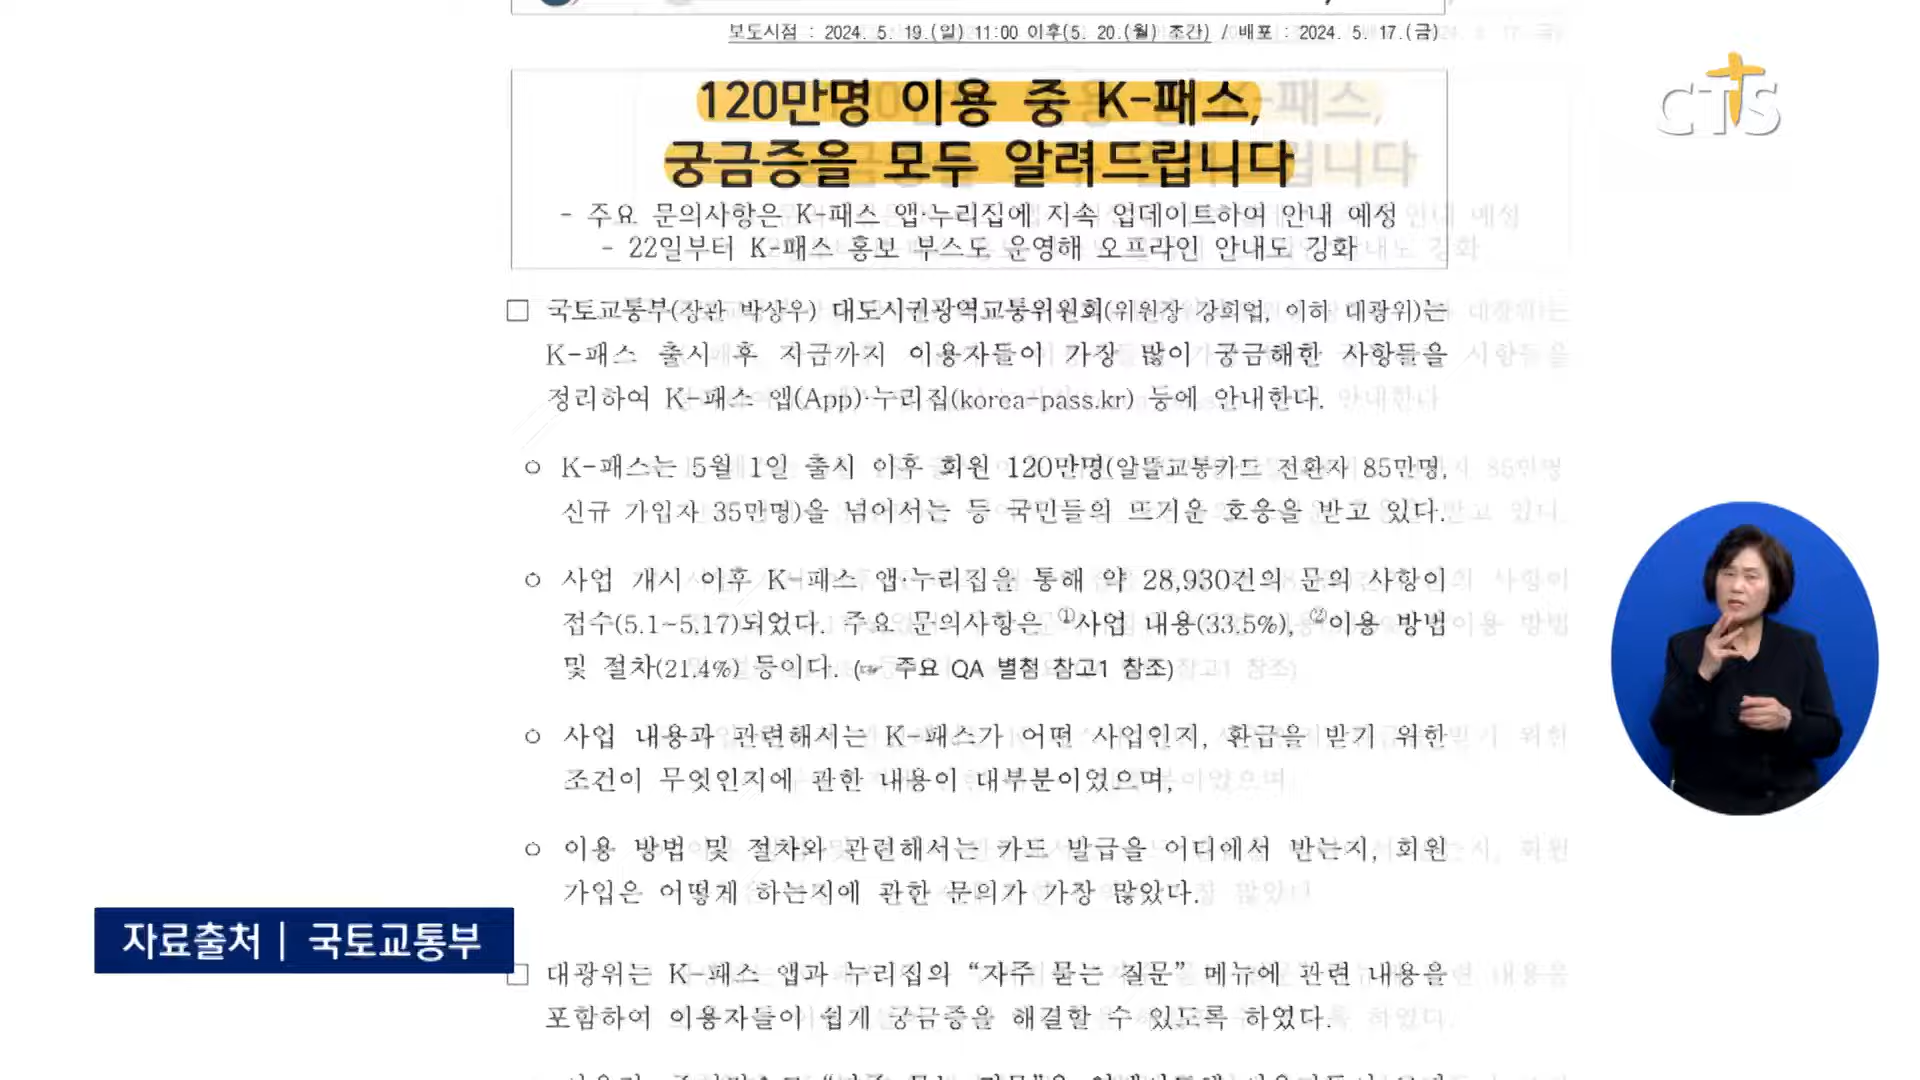 보도시점 : 2024. 5. 19.(일) 11:00 이후(5. 20.(월) 조간) / 배포 : 2024. 5. 17.(금)
120만명 이용 중 K-패스,
궁금증을 모두 알려드립니다
- 주요 문의사항은 K-패스 앱·누리집에 지속 업데이트하여 안내 예정
- 22일부터 K-패스 홍보 부스도 운영해 오프라인 안내도 강화
CTS
□ 국토교통부(장관 박상우) 대도시권광역교통위원회(위원장 강희업, 이하 대광위)는
K-패스 출시 후 지금까지 이용자들이 가장 많이 궁금해한 사항들을
정리하여 K-패스 앱(App)·누리집(korea-pass.kr) 등에 안내한다.
ㅇ K-패스는 5월 1일 출시 이후 회원 120만명(알뜰교통카드 전환자 85만명,
신규 가입자 35만명)을 넘어서는 등 국민들의 뜨거운 호응을 받고 있다.
ㅇ 사업 개시 이후 K-패스 앱·누리집을 통해 약 28,930건의 문의 사항이
접수(5.1~5.17)되었다. 주요 문의사항은 ①사업 내용(33.5%), ②이용 방법
및 절차(21.4%) 등이다. (☞ 주요 QA 별첨 참고1 참조)
ㅇ 사업 내용과 관련해서는 K-패스가 어떤 사업인지, 환급을 받기 위한
조건이 무엇인지에 관한 내용이 대부분이었으며,
ㅇ 이용 방법 및 절차와 관련해서는 카드 발급을 어디에서 받는지, 회원
가입은 어떻게 하는지에 관한 문의가 가장 많았다.
자료출처 | 국토교통부
□ 대광위는 K-패스 앱과 누리집의 “자주 묻는 질문” 메뉴에 관련 내용을
포함하여 이용자들이 쉽게 궁금증을 해결할 수 있도록 하였다.